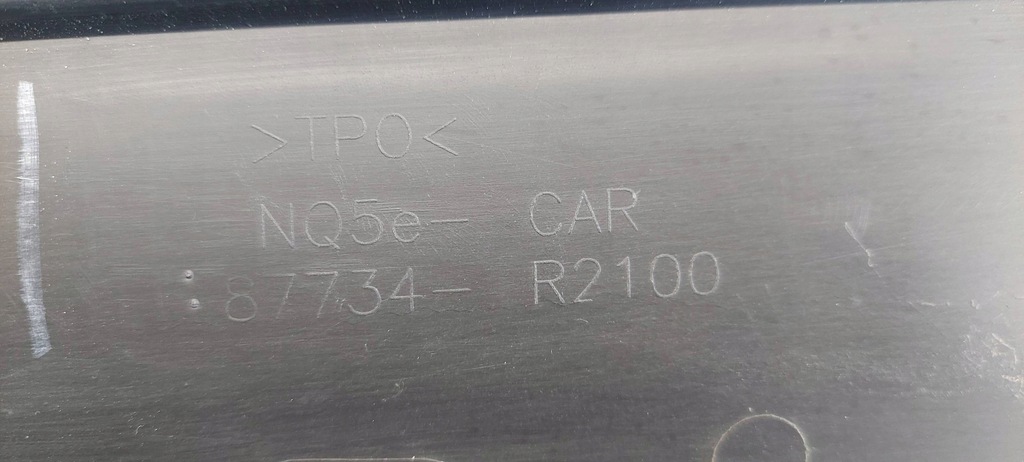 >TPO<
NQ5e- CAR
87734- R2100